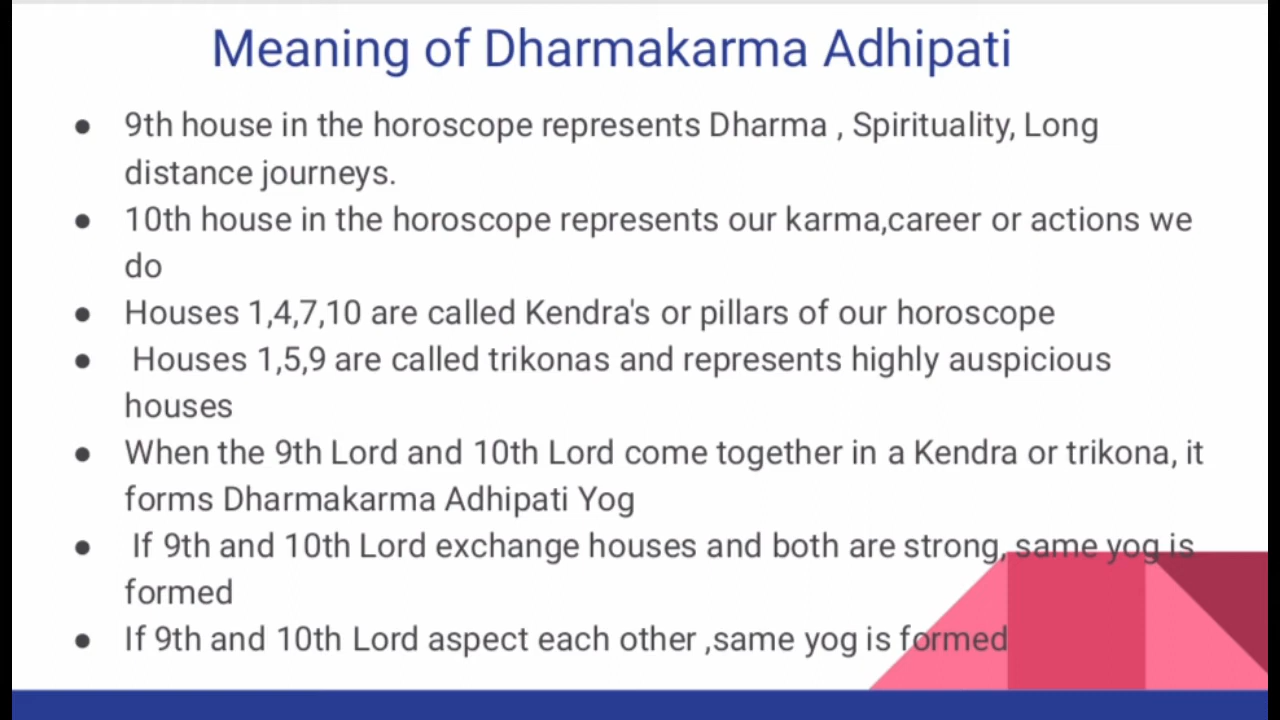 Meaning of Dharmakarma Adhipati
● 9th house in the horoscope represents Dharma , Spirituality, Long
distance journeys.
● 10th house in the horoscope represents our karma,career or actions we
do
● Houses 1,4,7,10 are called Kendra's or pillars of our horoscope
● Houses 1,5,9 are called trikonas and represents highly auspicious
houses
● When the 9th Lord and 10th Lord come together in a Kendra or trikona, it
forms Dharmakarma Adhipati Yog
● If 9th and 10th Lord exchange houses and both are strong, same yog is
formed
● If 9th and 10th Lord aspect each other ,same yog is formed